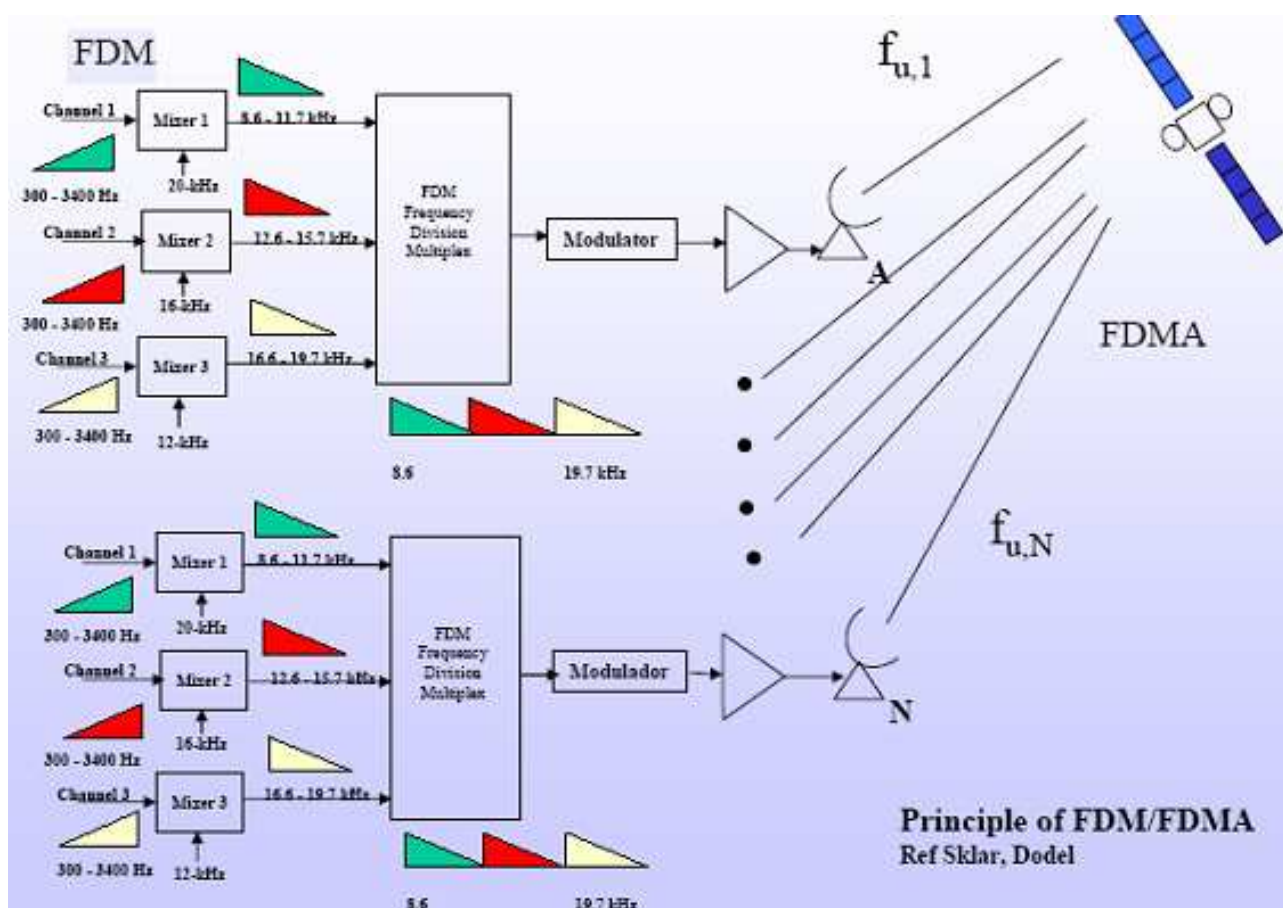 FDM
Channel 1
Mixer 1
8.6 - 11.7 kHz
300 - 3400 Hz
20-kHz
Channel 2
Mixer 2
12.6 - 15.7 kHz
300 - 3400 Hz
16-kHz
Channel 3
Mixer 3
16.6 - 19.7 kHz
300 - 3400 Hz
12-kHz
FDM
Frequency
Division
Multiplex
8.6
19.7 kHz
Modulator
A
fu,1
FDMA
Channel 1
Mixer 1
8.6 - 11.7 kHz
300 - 3400 Hz
20-kHz
Channel 2
Mixer 2
12.6 - 15.7 kHz
300 - 3400 Hz
16-kHz
Channel 3
Mixer 3
16.6 - 19.7 kHz
300 - 3400 Hz
12-kHz
FDM
Frequency
Division
Multiplex
8.6
19.7 kHz
Modulador
N
fu,N
Principle of FDM/FDMA
Ref Sklar, Dodel